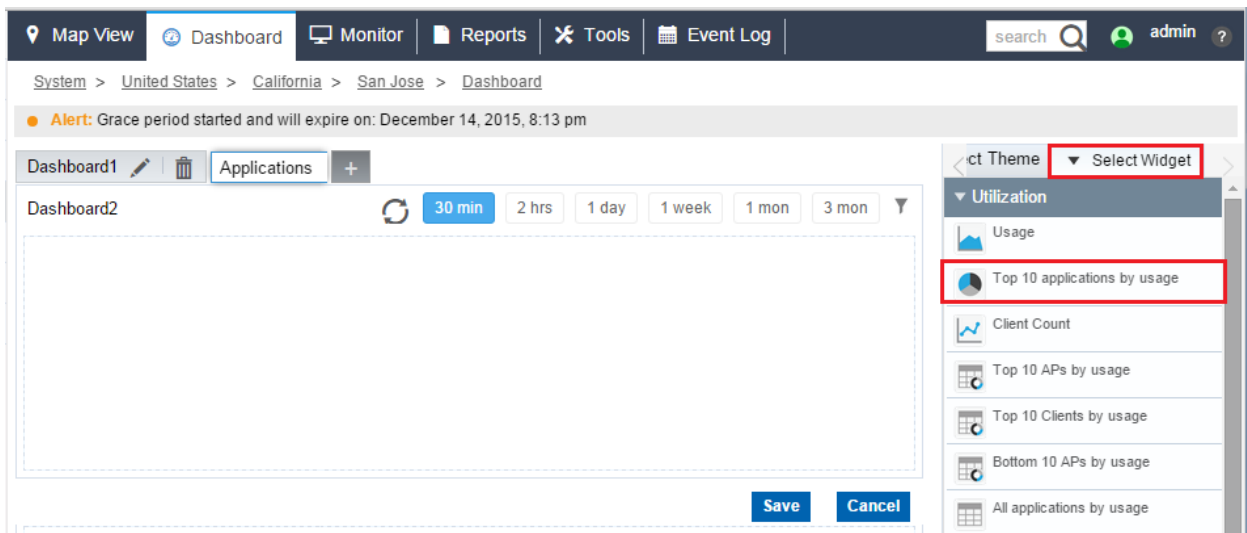 Map View Dashboard Monitor Reports Tools Event Log search admin ?
System > United States > California > San Jose > Dashboard
Alert: Grace period started and will expire on: December 14, 2015, 8:13 pm
Dashboard1 Applications +
ct Theme ▼ Select Widget
Dashboard2 30 min 2 hrs 1 day 1 week 1 mon 3 mon
Utilization
Usage
Top 10 applications by usage
Client Count
Top 10 APs by usage
Top 10 Clients by usage
Bottom 10 APs by usage
All applications by usage
Save Cancel